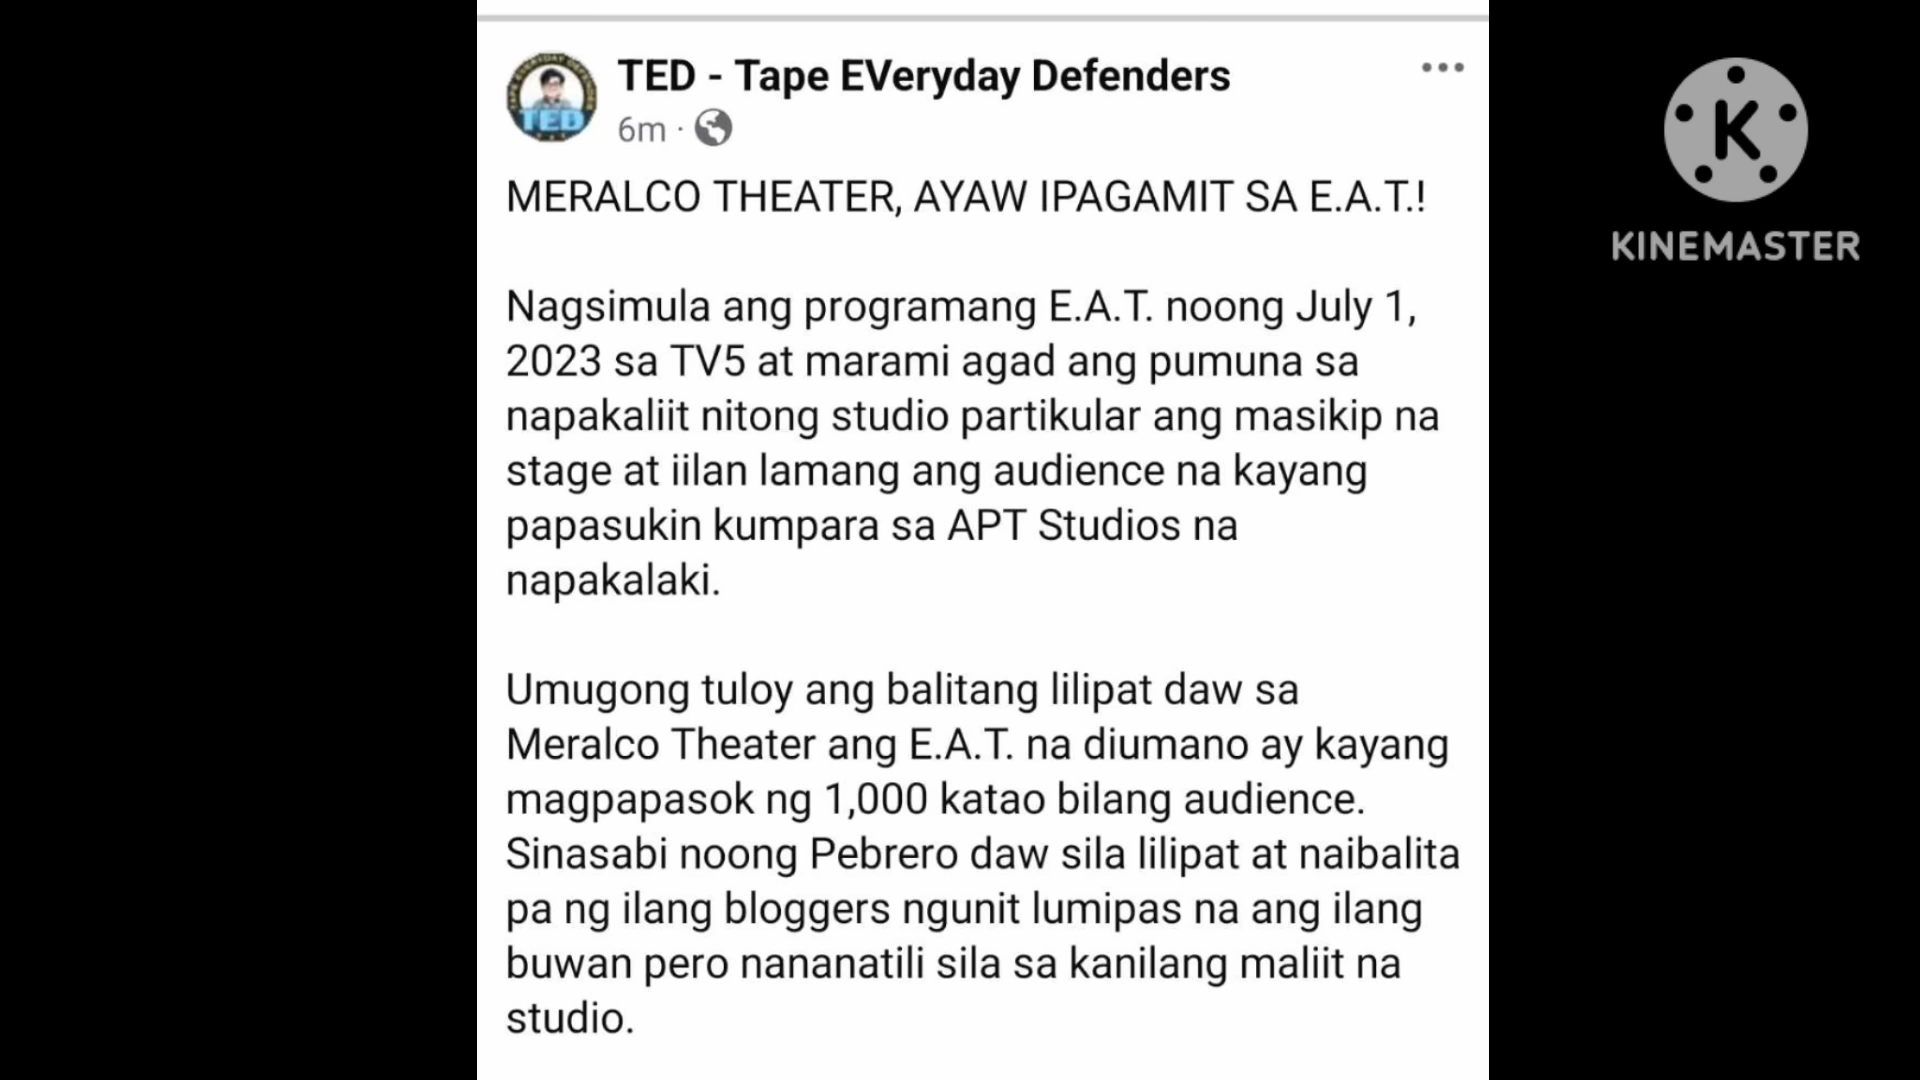 TED - Tape EVeryday Defenders
6m ·
MERALCO THEATER, AYAW IPAGAMIT SA E.A.T.!
Nagsimula ang programang E.A.T. noong July 1,
2023 sa TV5 at marami agad ang pumuna sa
napakaliit nitong studio partikular ang masikip na
stage at iilan lamang ang audience na kayang
papasukin kumpara sa APT Studios na
napakalaki.
Umugong tuloy ang balitang lilipat daw sa
Meralco Theater ang E.A.T. na diumano ay kayang
magpapasok ng 1,000 katao bilang audience.
Sinasabi noong Pebrero daw sila lilipat at naibalita
pa ng ilang bloggers ngunit lumipas na ang ilang
buwan pero nananatili sila sa kanilang maliit na
studio.
TAPE EVERYDAY DEFENDERS
TED
K
KINEMASTER